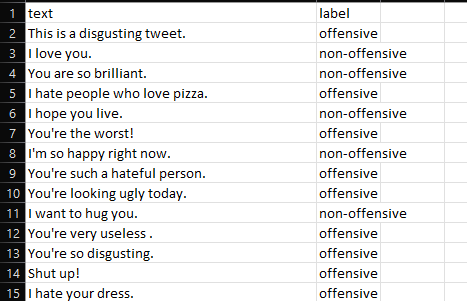 1 text label
2 This is a disgusting tweet. offensive
3 I love you. non-offensive
4 You are so brilliant. non-offensive
5 I hate people who love pizza. offensive
6 I hope you live. non-offensive
7 You're the worst! offensive
8 I'm so happy right now. non-offensive
9 You're such a hateful person. offensive
10 You're looking ugly today. offensive
11 I want to hug you. non-offensive
12 You're very useless . offensive
13 You're so disgusting. offensive
14 Shut up! offensive
15 I hate your dress. offensive